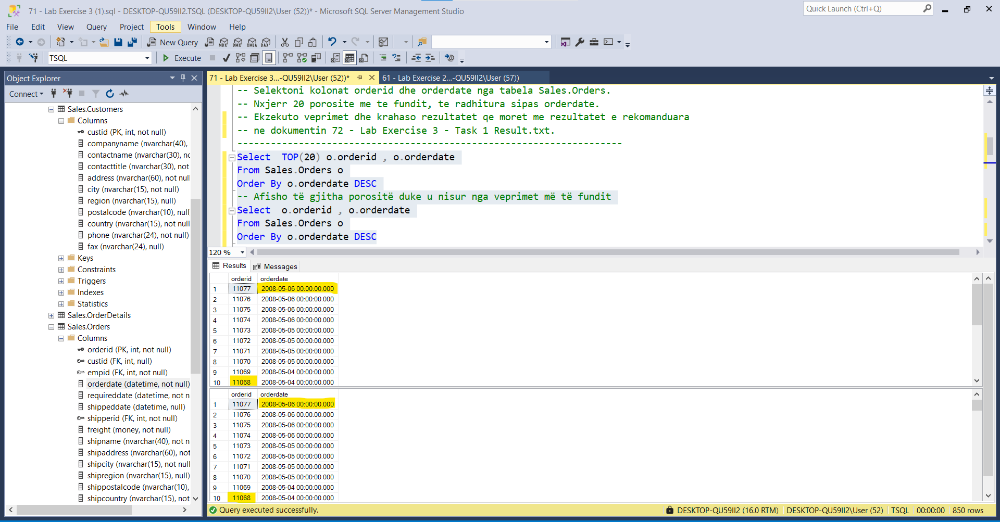 71 - Lab Exercise 3 (1).sql - DESKTOP-QU59II2.TSQL (DESKTOP-QU59II2\User (52))* - Microsoft SQL Server Management Studio
Quick Launch (Ctrl+Q)
File Edit View Query Project Tools Window Help
New Query MDX DMX XMLA DAX
TSQL Execute
Object Explorer
Connect
Sales.Customers
Columns
custid (PK, int, not null)
companyname (nvarchar(40),
contactname (nvarchar(30), nc
contacttitle (nvarchar(30), not
address (nvarchar(60), not null
city (nvarchar(15), not null)
region (nvarchar(15), null)
postalcode (nvarchar(10), null
country (nvarchar(15), not null
phone (nvarchar(24), not null)
fax (nvarchar(24), null)
Keys
Constraints
Triggers
Indexes
Statistics
Sales.OrderDetails
Sales.Orders
Columns
orderid (PK, int, not null)
custid (FK, int, null)
empid (FK, int, not null)
orderdate (datetime, not null)
requireddate (datetime, not n
shippeddate (datetime, null)
shipperid (FK, int, not null)
freight (money, not null)
shipname (nvarchar(40), not n
shipaddress (nvarchar(60), not
shipcity (nvarchar(15), not null
shipregion (nvarchar(15), null)
shippostalcode (nvarchar(10),
shipcountry (nvarchar(15), not
71 - Lab Exercise 3...-QU59II2\User (52))* 61 - Lab Exercise 2...-QU59II2\User (57))
-- Selektoni kolonat orderid dhe orderdate nga tabela Sales.Orders.
-- Nxjerr 20 porosite me te fundit, te radhitura sipas orderdate.
-- Ekzekuto veprimet dhe krahaso rezultatet qe moret me rezultatet e rekomanduara
-- ne dokumentin 72 - Lab Exercise 3 - Task 1 Result.txt.
---------------------------------------------------------------------
Select  TOP(20) o.orderid , o.orderdate
From Sales.Orders o
Order By o.orderdate DESC
-- Afisho të gjitha porositë duke u nisur nga veprimet më të fundit
Select  o.orderid , o.orderdate
From Sales.Orders o
Order By o.orderdate DESC
120 %
Results Messages
orderid orderdate
1 11077 2008-05-06 00:00:00.000
2 11076 2008-05-06 00:00:00.000
3 11075 2008-05-06 00:00:00.000
4 11074 2008-05-06 00:00:00.000
5 11073 2008-05-05 00:00:00.000
6 11072 2008-05-05 00:00:00.000
7 11071 2008-05-05 00:00:00.000
8 11070 2008-05-05 00:00:00.000
9 11069 2008-05-04 00:00:00.000
10 11068 2008-05-04 00:00:00.000
orderid orderdate
1 11077 2008-05-06 00:00:00.000
2 11076 2008-05-06 00:00:00.000
3 11075 2008-05-06 00:00:00.000
4 11074 2008-05-06 00:00:00.000
5 11073 2008-05-05 00:00:00.000
6 11072 2008-05-05 00:00:00.000
7 11071 2008-05-05 00:00:00.000
8 11070 2008-05-05 00:00:00.000
9 11069 2008-05-04 00:00:00.000
10 11068 2008-05-04 00:00:00.000
Query executed successfully. DESKTOP-QU59II2 (16.0 RTM) DESKTOP-QU59II2\User (52) TSQL 00:00:00 850 rows